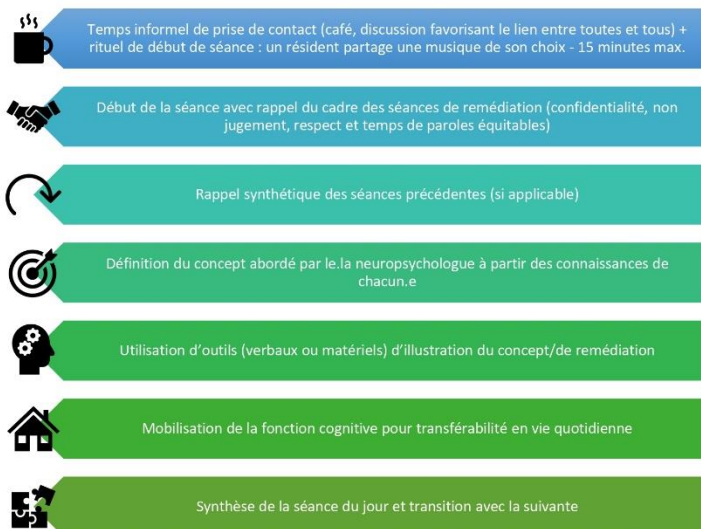 Temps informel de prise de contact (café, discussion favorisant le lien entre toutes et tous) +
rituel de début de séance : un résident partage une musique de son choix - 15 minutes max.
Début de la séance avec rappel du cadre des séances de remédiation (confidentialité, non
jugement, respect et temps de paroles équitables)
Rappel synthétique des séances précédentes (si applicable)
Définition du concept abordé par le.la neuropsychologue à partir des connaissances de
chacun.e
Utilisation d'outils (verbaux ou matériels) d'illustration du concept/de remédiation
Mobilisation de la fonction cognitive pour transférabilité en vie quotidienne
Synthèse de la séance du jour et transition avec la suivante